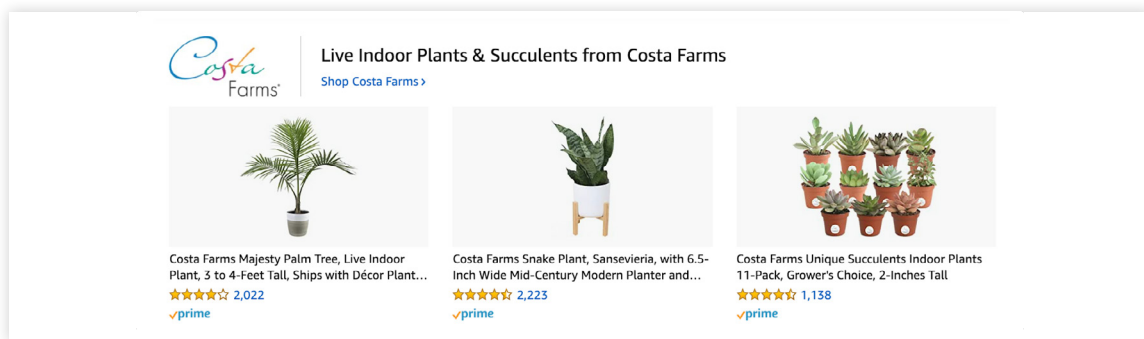 Costa
Farms®
Live Indoor Plants & Succulents from Costa Farms
Shop Costa Farms›
Costa Farms Majesty Palm Tree, Live Indoor
Plant, 3 to 4-Feet Tall, Ships with Décor Plant...
2,022
prime
Costa Farms Snake Plant, Sansevieria, with 6.5-
Inch Wide Mid-Century Modern Planter and...
2,223
prime
Costa Farms Unique Succulents Indoor Plants
11-Pack, Grower's Choice, 2-Inches Tall
1,138
prime